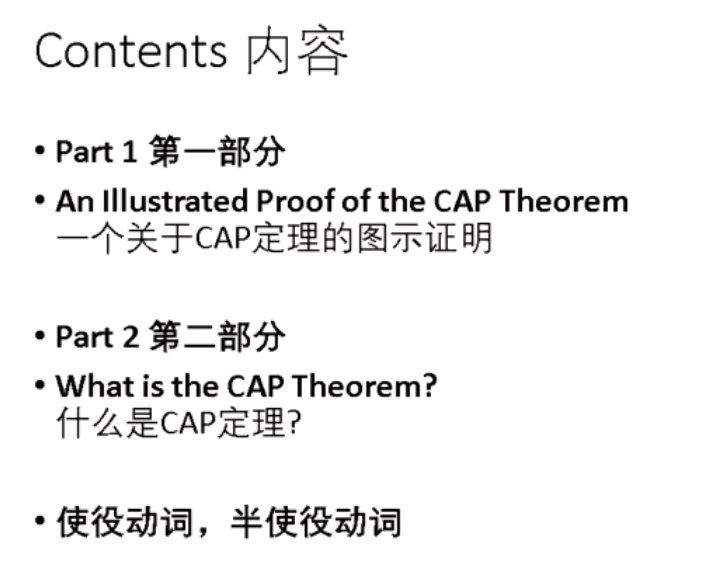 Contents 内容
• Part 1 第一部分
• An Illustrated Proof of the CAP Theorem
一个关于CAP定理的图示证明
• Part 2 第二部分
• What is the CAP Theorem?
什么是CAP定理?
• 使役动词，半使役动词